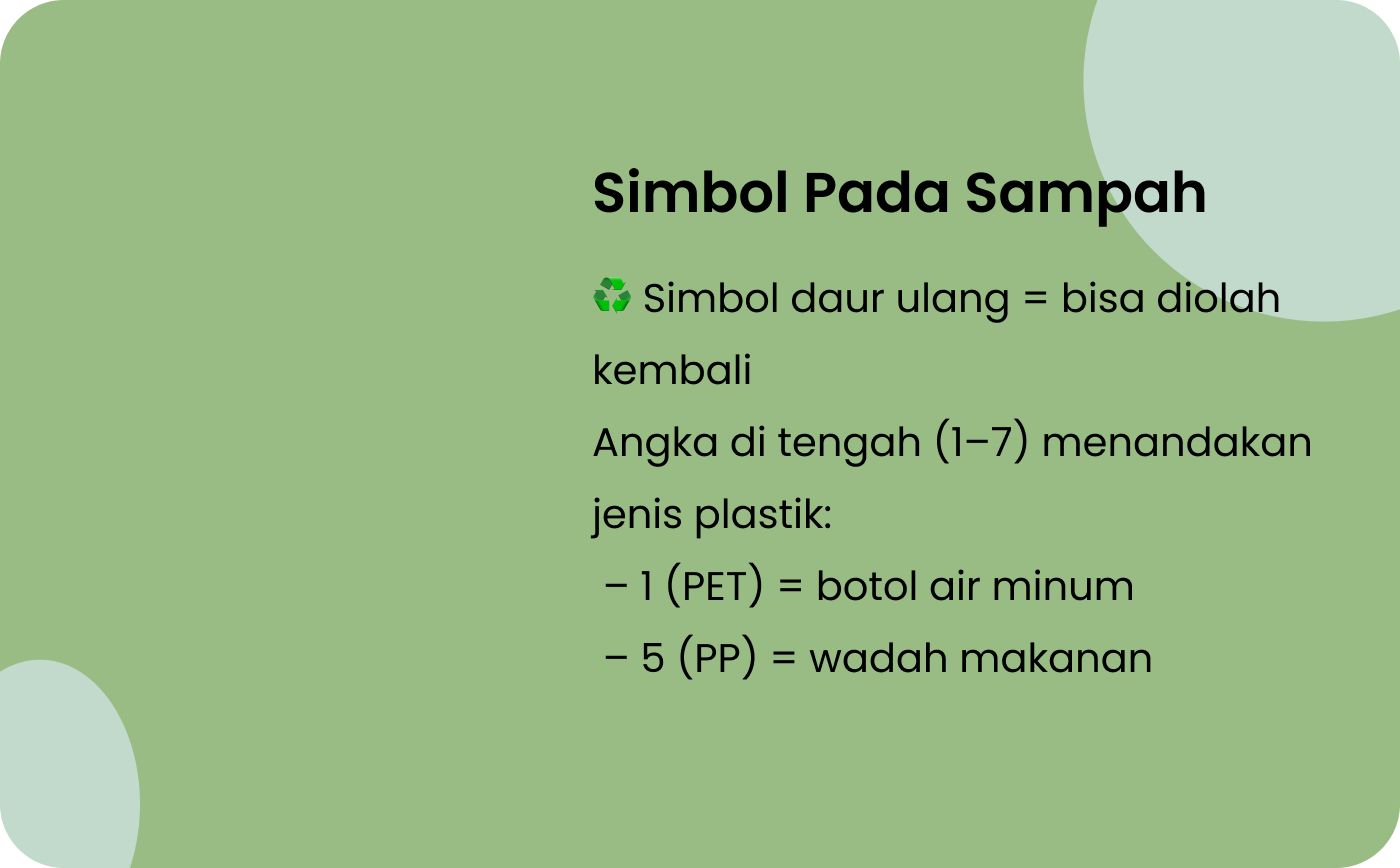 Simbol Pada Sampah
♻️ Simbol daur ulang = bisa diolah
kembali
Angka di tengah (1–7) menandakan
jenis plastik:
– 1 (PET) = botol air minum
– 5 (PP) = wadah makanan